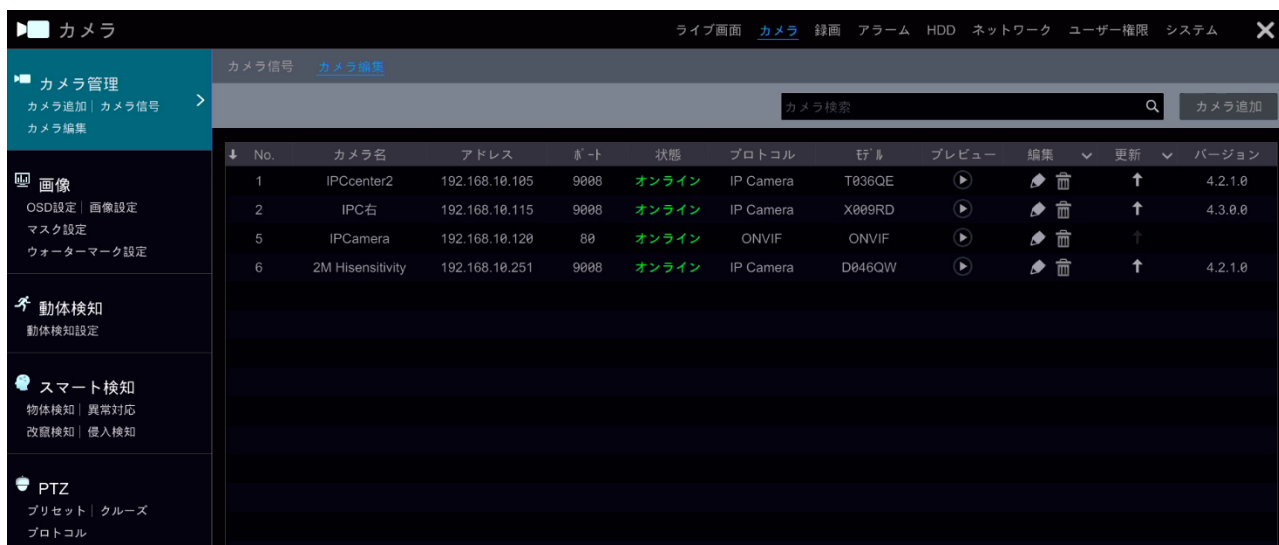 カメラ
ライブ画面 カメラ 録画 アラーム HDD ネットワーク ユーザー権限 システム
カメラ管理
カメラ追加 | カメラ信号
カメラ編集
画像
OSD設定 | 画像設定
マスク設定
ウォーターマーク設定
動体検知
動体検知設定
スマート検知
物体検知 | 異常対応
改竄検知 | 侵入検知
PTZ
プリセット | クルーズ
プロトコル
カメラ信号 カメラ編集
カメラ検索 カメラ追加
No. カメラ名 アドレス ポート 状態 プロトコル モデル プレビュー 編集 更新 バージョン
1 IPCcenter2 192.168.10.105 9008 オンライン IP Camera T036QE 4.2.1.0
2 IPC右 192.168.10.115 9008 オンライン IP Camera X009RD 4.3.0.0
5 IPCamera 192.168.10.120 80 オンライン ONVIF ONVIF
6 2M Hisensitivity 192.168.10.251 9008 オンライン IP Camera D046QW 4.2.1.0